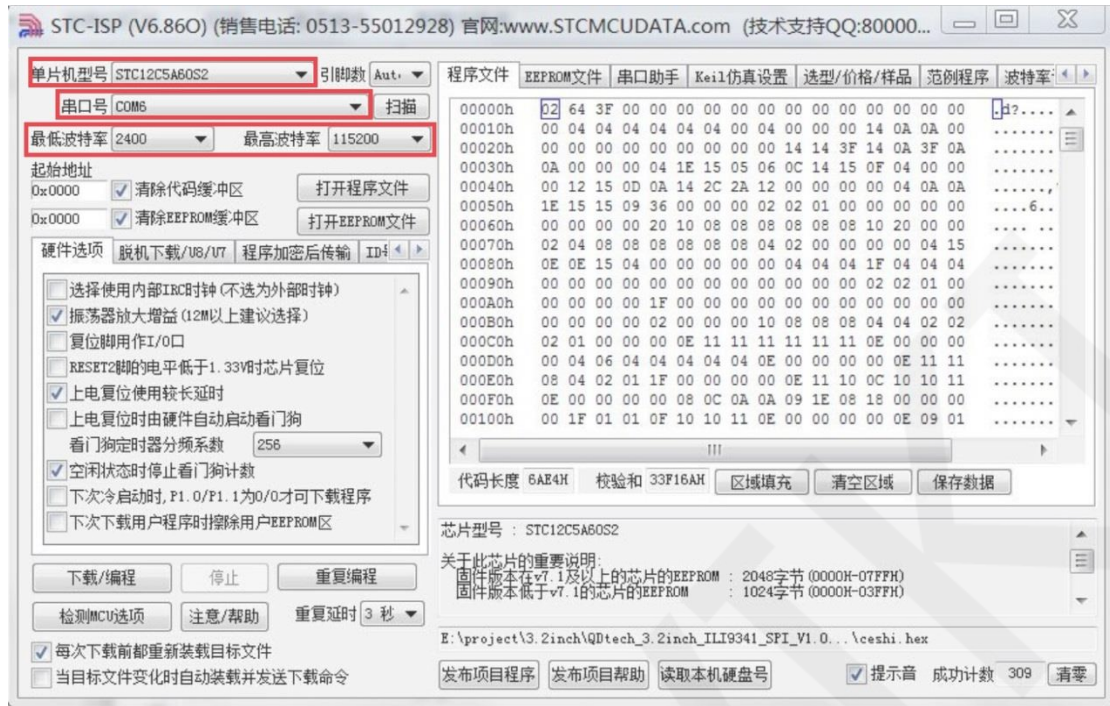 STC-ISP (V6.86O) (销售电话: 0513-55012928) 官网:www.STCMCUDATA.com (技术支持QQ:80000...
单片机型号 STC12C5A60S2 引脚数 Aut
串口号 COM6 扫描
最低波特率 2400 最高波特率 115200
起始地址
0x0000 清除代码缓冲区 打开程序文件
0x0000 清除EEPROM缓冲区 打开EEPROM文件
硬件选项 脱机下载/U8/U7 程序加密后传输 ID
选择使用内部IRC时钟(不选为外部时钟)
振荡器放大增益(12M以上建议选择)
复位脚用作I/O口
RESET2脚的电平低于1.33V时芯片复位
上电复位使用较长延时
上电复位时由硬件自动启动看门狗
看门狗定时器分频系数 256
空闲状态时停止看门狗计数
下次冷启动时,P1.0/P1.1为0/0才可下载程序
下次下载用户程序时擦除用户EEPROM区
下载/编程 停止 重复编程
检测MCU选项 注意/帮助 重复延时 3 秒
每次下载前都重新装载目标文件
当目标文件变化时自动装载并发送下载命令
程序文件 EEPROM文件 串口助手 Keil仿真设置 选型/价格/样品 范例程序 波特率
00000h 02 64 3F 00 00 00 00 00 00 00 00 00 00 00 00 00 .d?....
00010h 00 04 04 04 04 04 04 00 04 00 00 00 14 0A 0A 00 .......
00020h 00 00 00 00 00 00 00 00 00 14 14 3F 14 0A 3F 0A .......
00030h 0A 00 00 00 04 1E 15 05 06 0C 14 15 0F 04 00 00 .......
00040h 00 12 15 0D 0A 14 2C 2A 12 00 00 00 00 04 0A 0A ......,
00050h 1E 15 15 09 36 00 00 00 02 02 01 00 00 00 00 00 ....6..
00060h 00 00 00 00 20 10 08 08 08 08 08 08 10 20 00 00 .... ..
00070h 02 04 08 08 08 08 08 08 04 02 00 00 00 00 04 15 .......
00080h 0E 0E 15 04 00 00 00 00 00 04 04 04 1F 04 04 04 .......
00090h 00 00 00 00 00 00 00 00 00 00 00 00 02 02 01 00 .......
000A0h 00 00 00 00 1F 00 00 00 00 00 00 00 00 00 00 00 .......
000B0h 00 00 00 00 02 00 00 00 10 08 08 08 04 04 02 02 .......
000C0h 02 01 00 00 00 0E 11 11 11 11 11 11 0E 00 00 00 .......
000D0h 00 04 06 04 04 04 04 04 0E 00 00 00 00 0E 11 11 .......
000E0h 08 04 02 01 1F 00 00 00 00 0E 11 10 0C 10 10 11 .......
000F0h 0E 00 00 00 00 08 0C 0A 0A 09 1E 08 18 00 00 00 .......
00100h 00 1F 01 01 0F 10 10 11 0E 00 00 00 00 0E 09 01 .......
代码长度 6AE4H 校验和 33F16AH 区域填充 清空区域 保存数据
芯片型号 : STC12C5A60S2
关于此芯片的重要说明:
固件版本在v7.1及以上的芯片的EEPROM : 2048字节(0000H-07FFH)
固件版本低于v7.1的芯片的EEPROM : 1024字节(0000H-03FFH)
E:\project\3.2inch\QDtech_3.2inch_ILI9341_SPI_V1.0...\ceshi.hex
发布项目程序 发布项目帮助 读取本机硬盘号 提示音 成功计数 309 清零